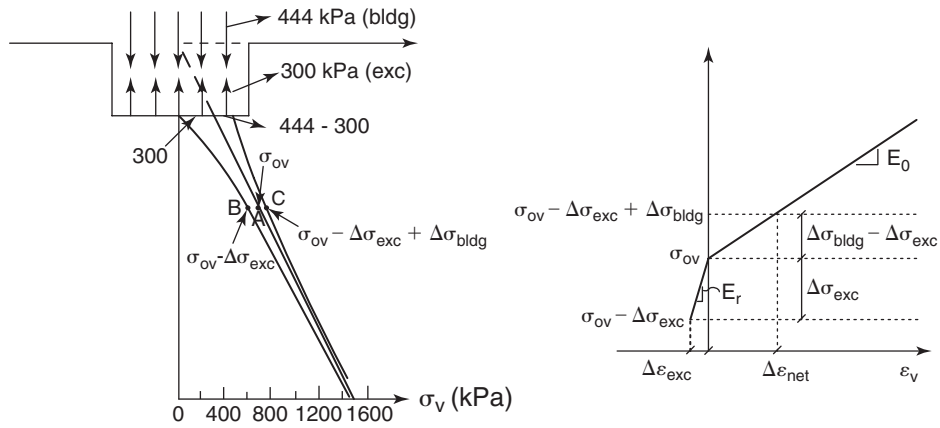 444 kPa (bldg)
300 kPa (exc)
444 - 300
300
σov
B
A
C
σov − Δσexc + Δσbldg
σov-Δσexc
σv (kPa)
0 400 800 1200 1600
E0
σov − Δσexc + Δσbldg
Δσbldg − Δσexc
σov
Er
Δσexc
σov − Δσexc
Δεexc
Δεnet
εv